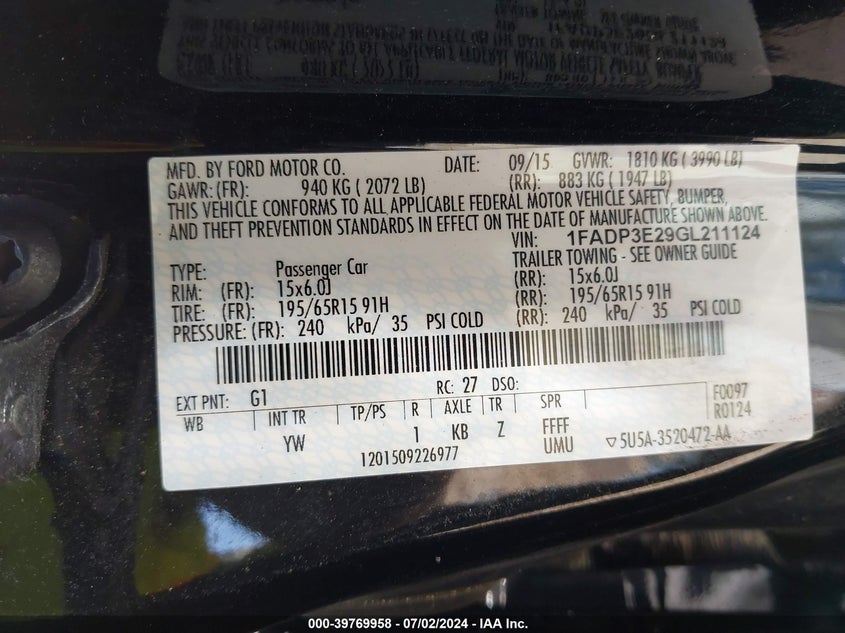 MFD. BY FORD MOTOR CO. DATE: 09/15 GVWR: 1810 KG ( 3990 LB)
GAWR: (FR): 940 KG ( 2072 LB) (RR): 883 KG ( 1947 LB)
THIS VEHICLE CONFORMS TO ALL APPLICABLE FEDERAL MOTOR VEHICLE SAFETY, BUMPER,
AND THEFT PREVENTION STANDARDS IN EFFECT ON THE DATE OF MANUFACTURE SHOWN ABOVE.
VIN: 1FADP3E29GL211124
TYPE: Passenger Car TRAILER TOWING - SEE OWNER GUIDE
RIM: (FR): 15x6.0J (RR): 15x6.0J
TIRE: (FR): 195/65R15 91H (RR): 195/65R15 91H
PRESSURE: (FR): 240 kPa/ 35 PSI COLD (RR): 240 kPa/ 35 PSI COLD
EXT PNT: G1 RC: 27 DSO: F0097
WB INT TR TP/PS R AXLE TR SPR R0124
YW 1 KB Z FFFF
UMU
1201509226977 ▽5U5A-3520472-AA
000-39769958 - 07/02/2024 - IAA Inc.